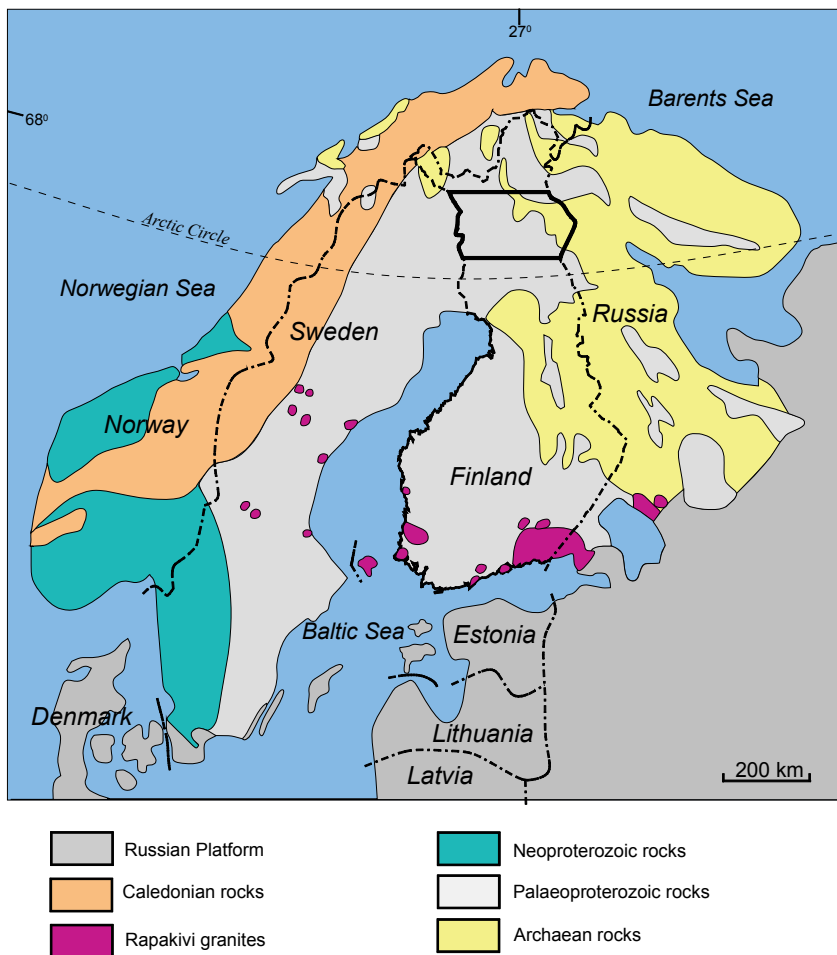 27⁰
Barents Sea
68⁰
Arctic Circle
Norwegian Sea
Sweden
Russia
Norway
Finland
Baltic Sea
Estonia
Denmark
Lithuania
Latvia
200 km
Russian Platform
Neoproterozoic rocks
Caledonian rocks
Palaeoproterozoic rocks
Rapakivi granites
Archaean rocks